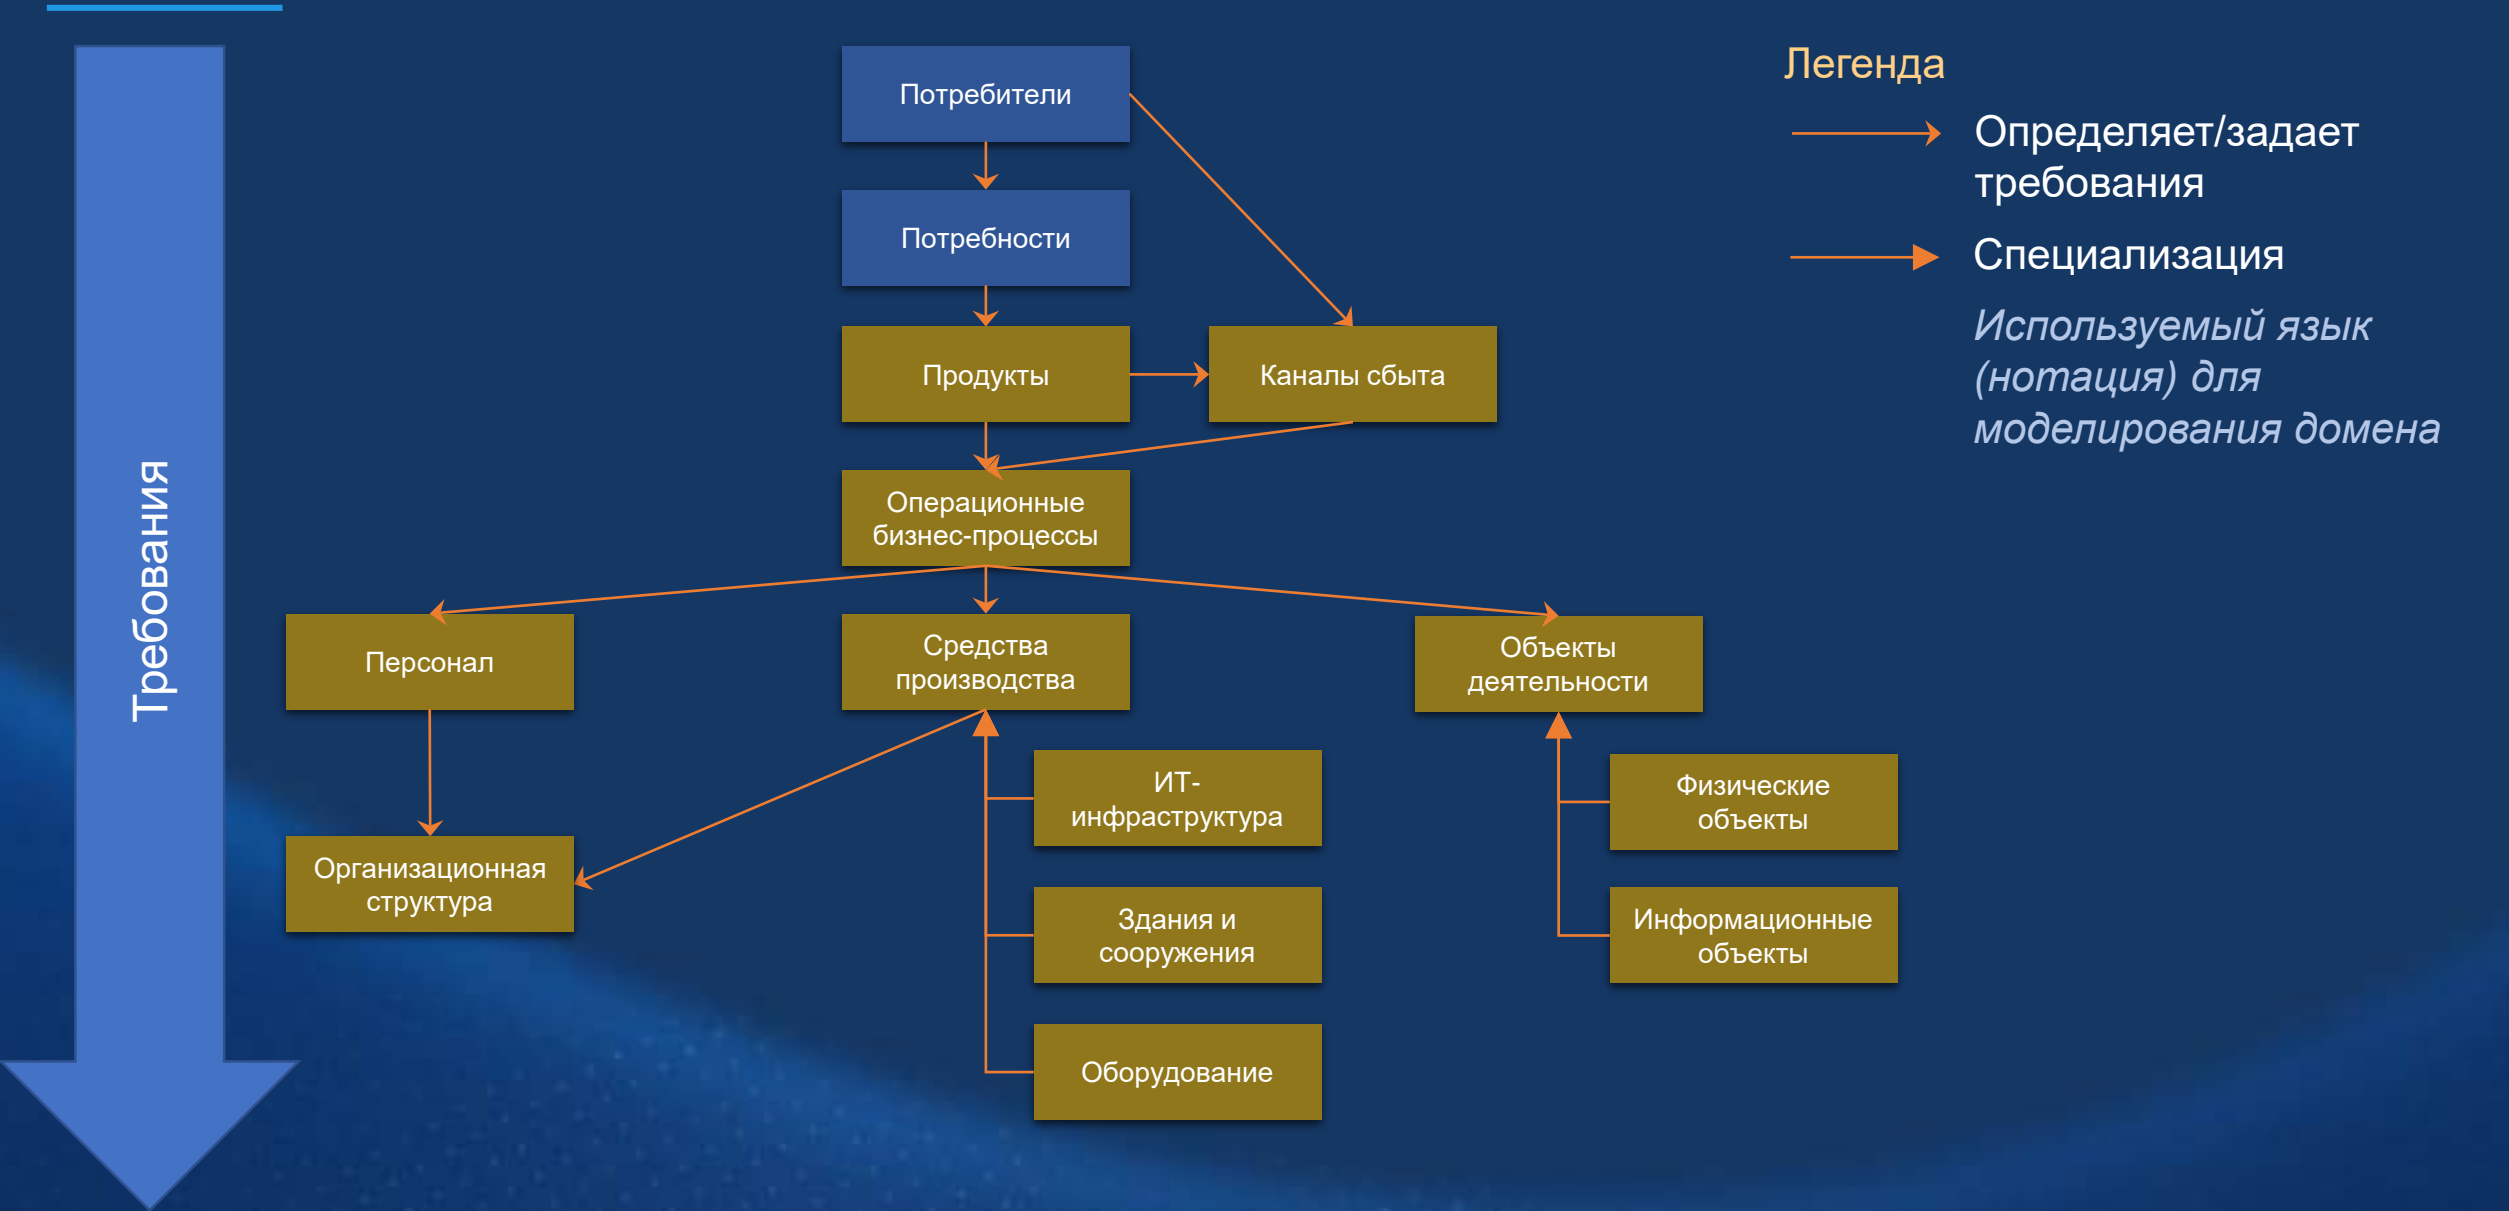 Требования
Потребители
Потребности
Продукты
Каналы сбыта
Операционные
бизнес-процессы
Персонал
Средства
производства
Объекты
деятельности
Организационная
структура
ИТ-
инфраструктура
Здания и
сооружения
Оборудование
Физические
объекты
Информационные
объекты
Легенда
Определяет/задает
требования
Специализация
Используемый язык
(нотация) для
моделирования домена